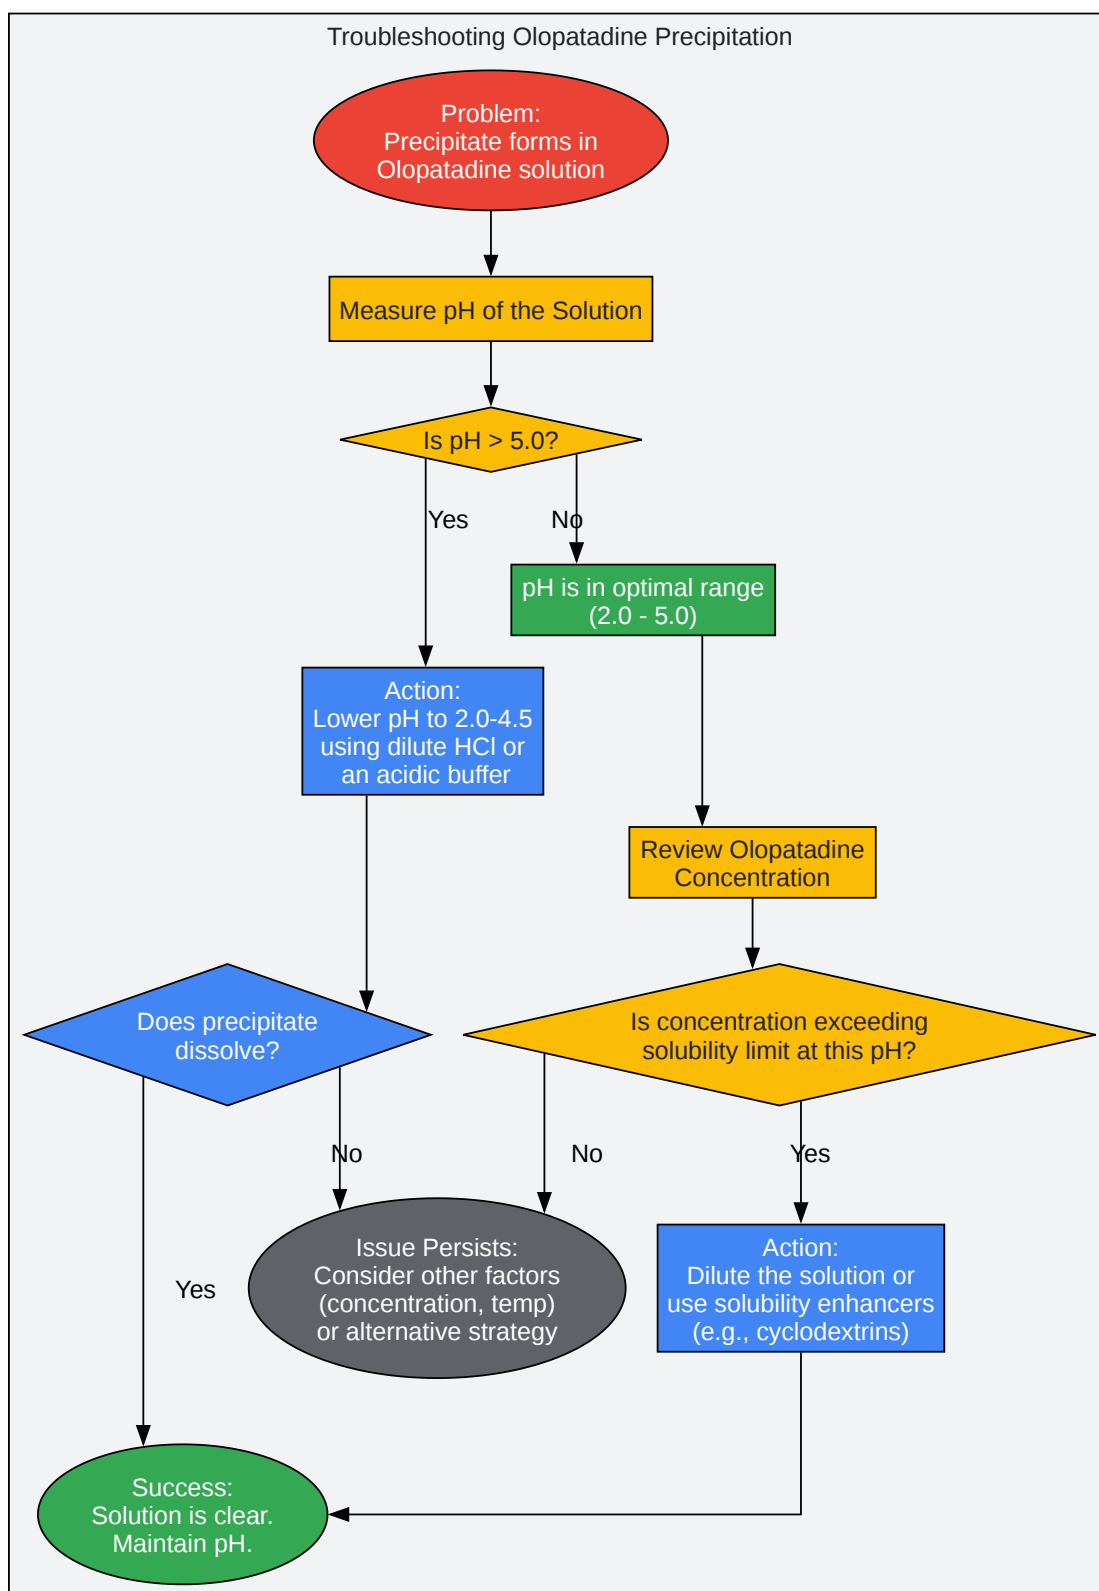 Troubleshooting Olopatadine Precipitation
Problem:
Precipitate forms in
Olopatadine solution
Measure pH of the Solution
Is pH > 5.0?
Yes
No
pH is in optimal range
(2.0 - 5.0)
Action:
Lower pH to 2.0-4.5
using dilute HCl or
an acidic buffer
Review Olopatadine
Concentration
Does precipitate
dissolve?
Is concentration exceeding
solubility limit at this pH?
No
No
Yes
Issue Persists:
Consider other factors
(concentration, temp)
or alternative strategy
Action:
Dilute the solution or
use solubility enhancers
(e.g., cyclodextrins)
Yes
Success:
Solution is clear.
Maintain pH.